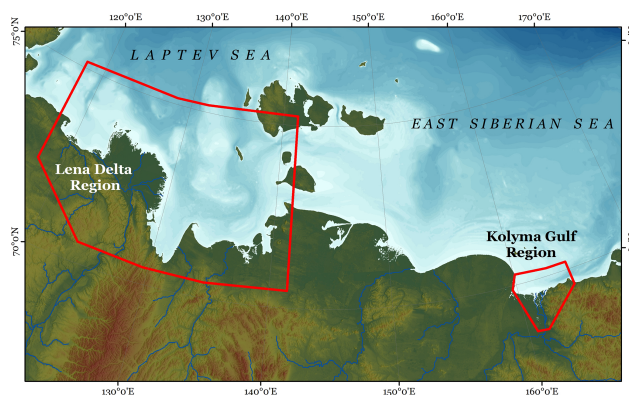 120°0'E 130°0'E 140°0'E 150°0'E 160°0'E 170°0'E
75°0'N
LAPTEV SEA
EAST SIBERIAN SEA
Lena Delta
Region
Kolyma Gulf
Region
70°0'N
130°0'E 140°0'E 150°0'E 160°0'E